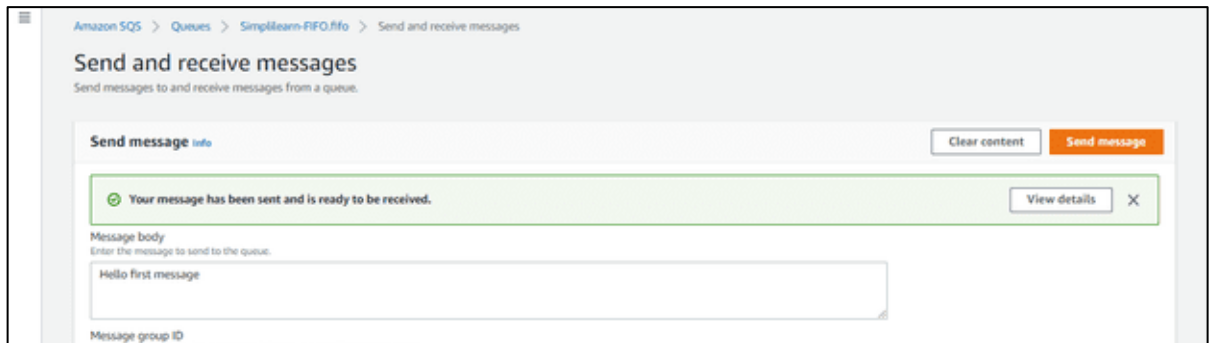 Amazon SQS > Queues > Simplilearn-FIFO.fifo > Send and receive messages
Send and receive messages
Send messages to and receive messages from a queue.
Send message Info
Clear content
Send message
Your message has been sent and is ready to be received.
View details
Message body
Enter the message to send to the queue.
Hello first message
Message group ID